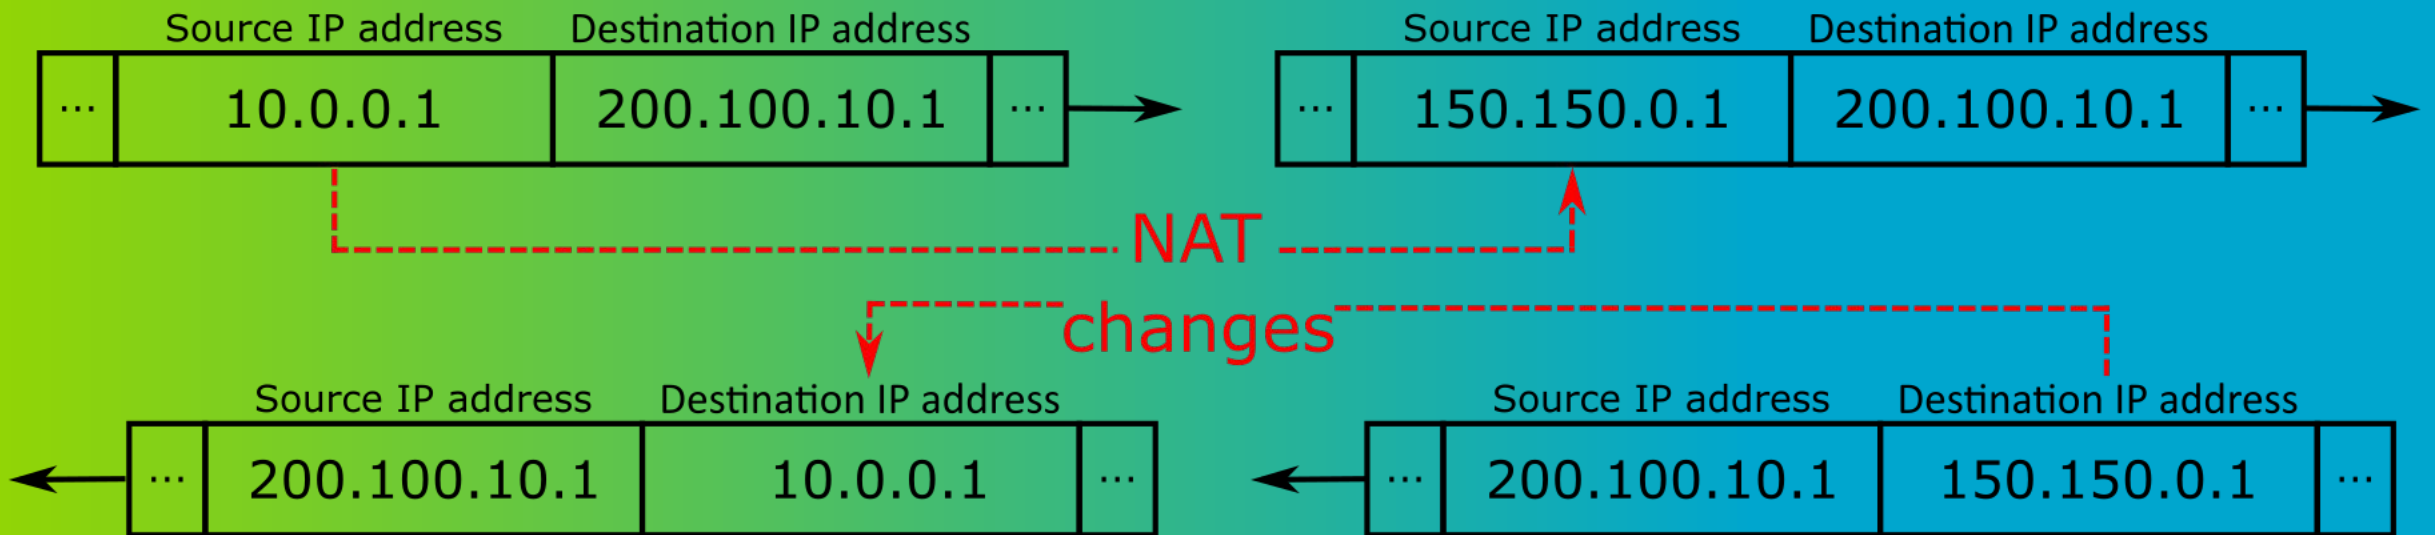 Source IP address Destination IP address Source IP address Destination IP address
... 10.0.0.1 200.100.10.1 ... ... 150.150.0.1 200.100.10.1 ...
NAT
changes
Source IP address Destination IP address Source IP address Destination IP address
... 200.100.10.1 10.0.0.1 ... ... 200.100.10.1 150.150.0.1 ...